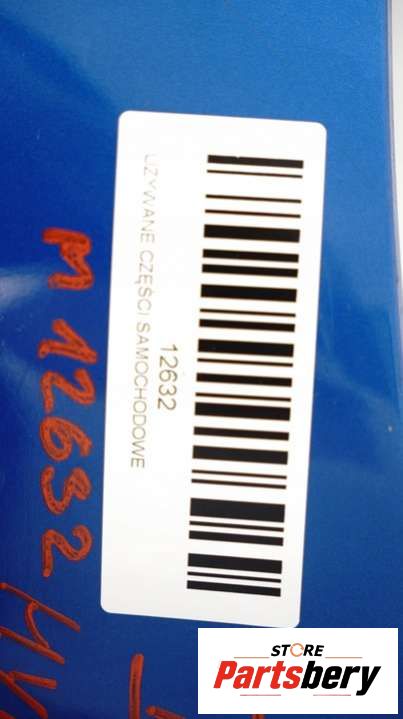 12632
UŻYWANE CZĘŚCI SAMOCHODOWE
M 12632
STORE
Partsbery